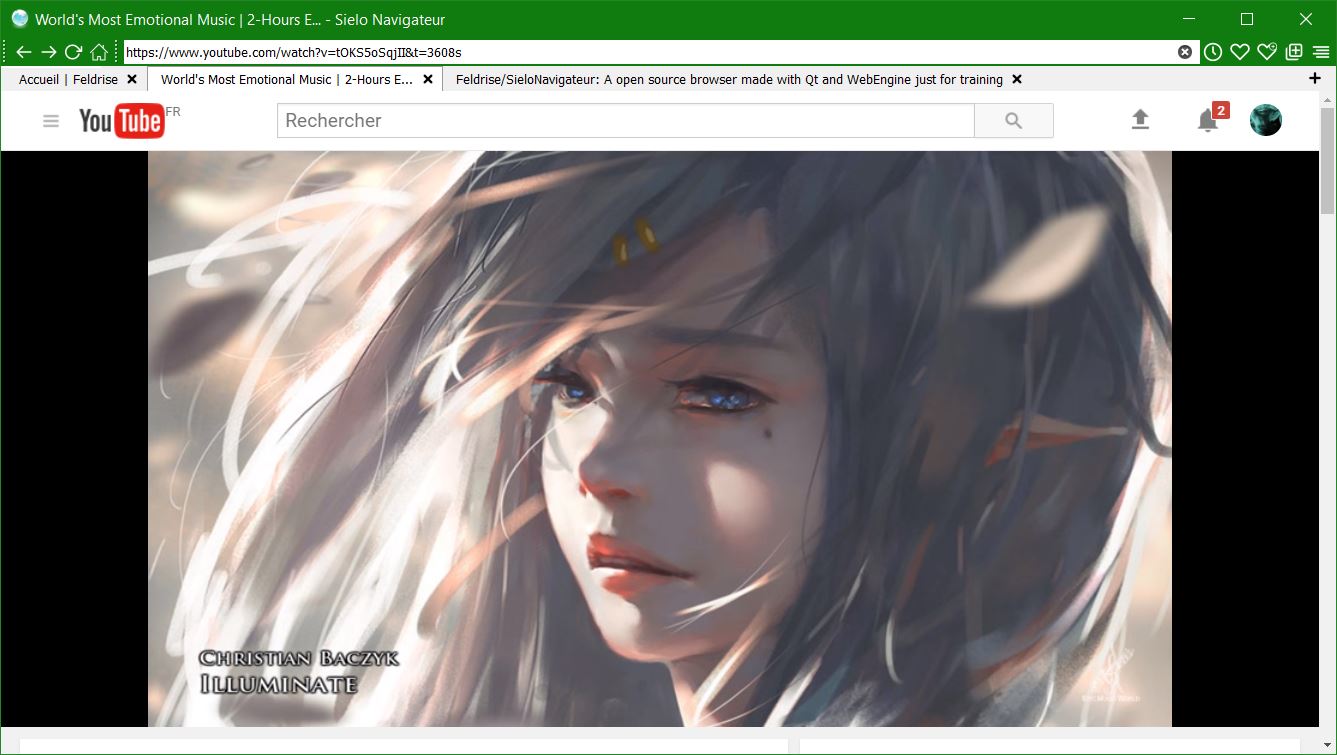 World's Most Emotional Music | 2-Hours E... - Sielo Navigateur
https://www.youtube.com/watch?v=tOKS5oSqjII&t=3608s
Accueil | Feldrise World's Most Emotional Music | 2-Hours E... Feldrise/SieloNavigateur: A open source browser made with Qt and WebEngine just for training
YouTube FR Rechercher 2
CHRISTIAN BACZYK
ILLUMINATE